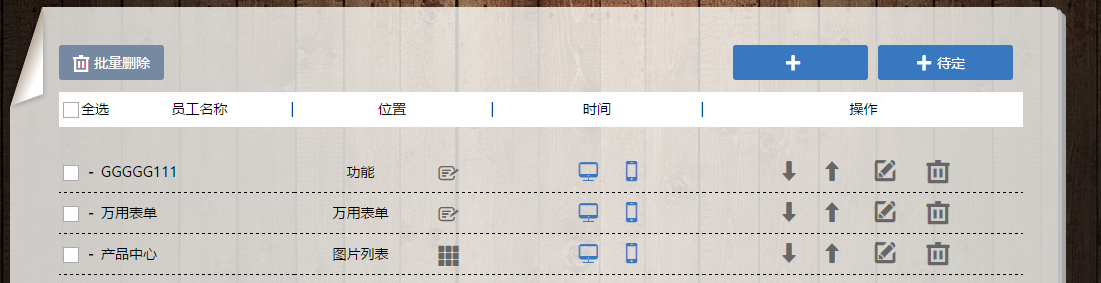 批量删除 待定
全选 员工名称 | 位置 | 时间 | 操作
- GGGGG111 功能
- 万用表单 万用表单
- 产品中心 图片列表